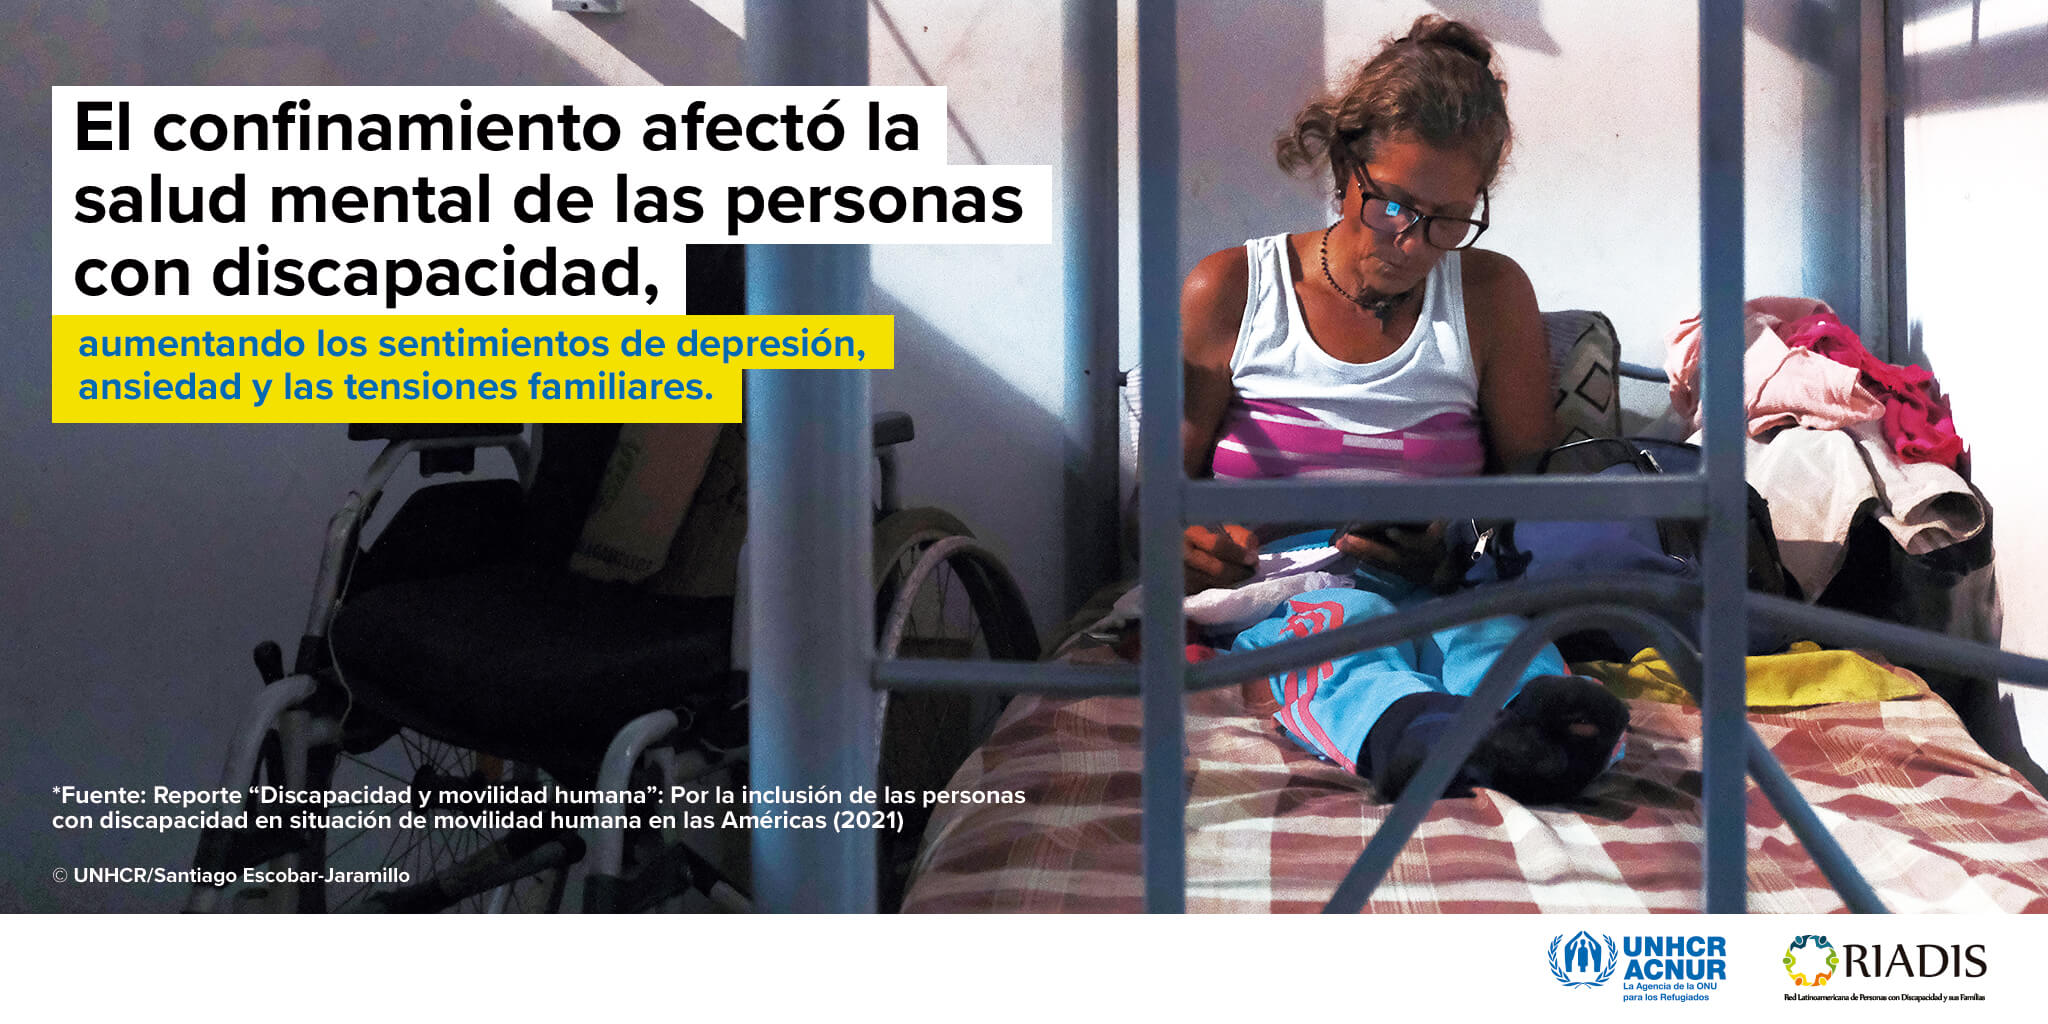 El confinamiento afectó la
salud mental de las personas
con discapacidad,
aumentando los sentimientos de depresión,
ansiedad y las tensiones familiares.
*Fuente: Reporte “Discapacidad y movilidad humana”: Por la inclusión de las personas
con discapacidad en situación de movilidad humana en las Américas (2021)
© UNHCR/Santiago Escobar-Jaramillo
UNHCR
ACNUR
La Agencia de la ONU
para los Refugiados
RIADIS
Red Latinoamericana de Personas con Discapacidad y sus Familias